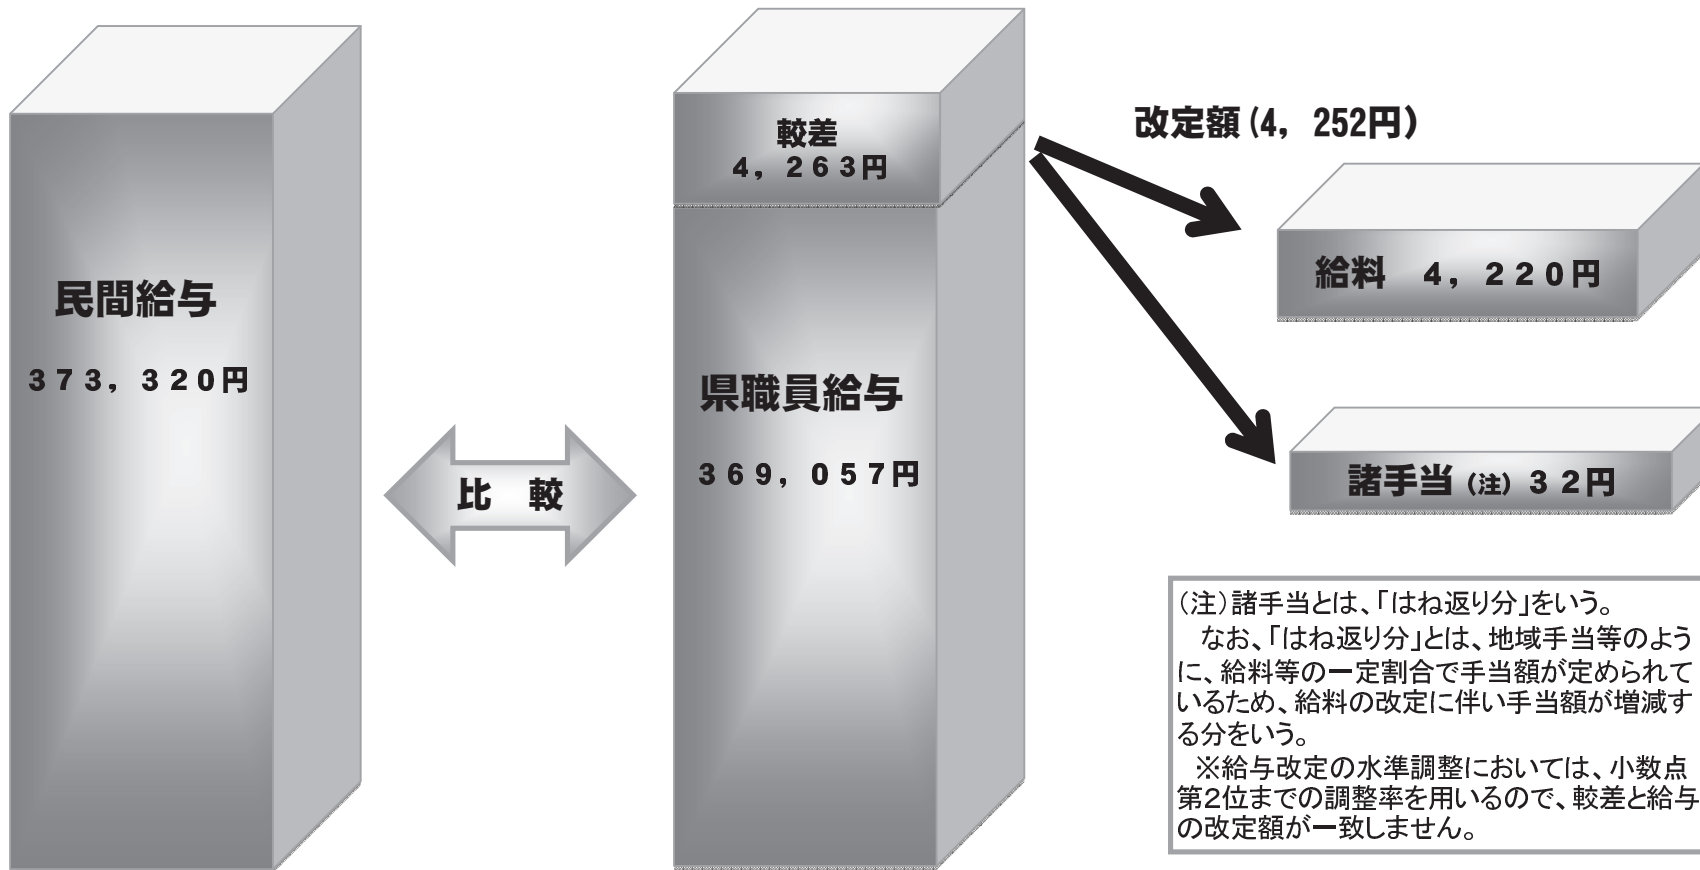 民間給与
373，320円
比　較
較差
4，263円
県職員給与
369，057円
改定額(4，252円)
給料　4，220円
諸手当（注）32円
（注）諸手当とは、「はね返り分」をいう。
　なお、「はね返り分」とは、地域手当等のよう
に、給料等の一定割合で手当額が定められて
いるため、給料の改定に伴い手当額が増減す
る分をいう。
　※給与改定の水準調整においては、小数点
第2位までの調整率を用いるので、較差と給与
の改定額が一致しません。